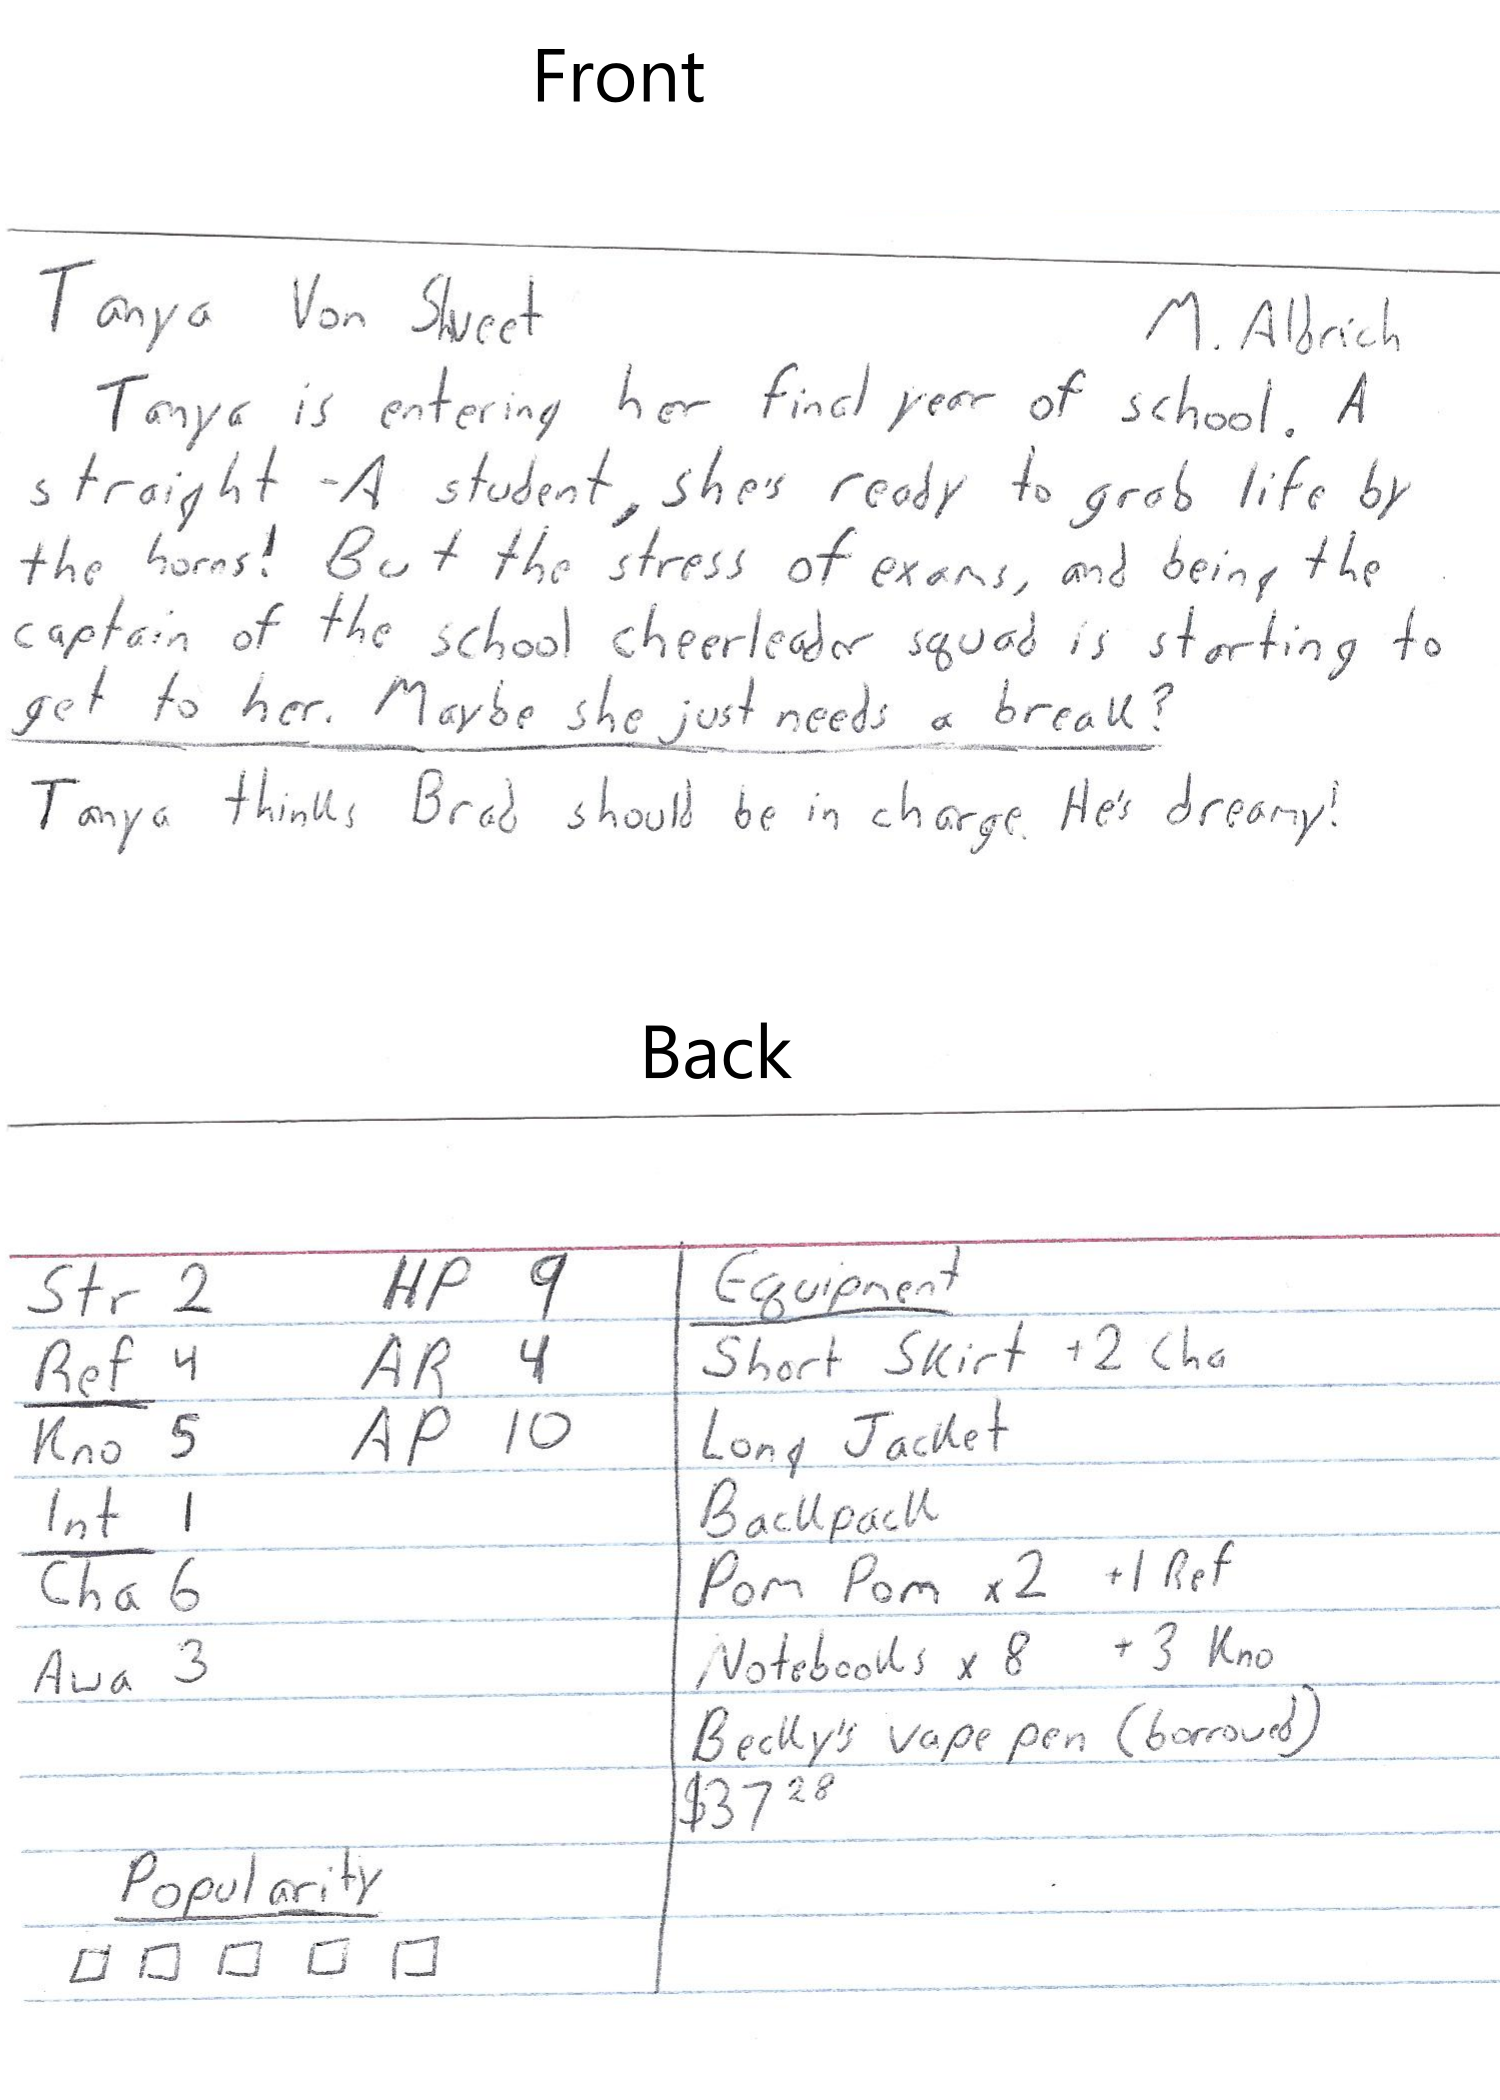 Front
Tanya Von Shveet M. Albrich
Tanya is entering her final year of school. A
straight-A student, she's ready to grab life by
the horns! But the stress of exams, and being the
captain of the school cheerleader squad is starting to
get to her. Maybe she just needs a break?
Tanya thinks Brad should be in charge. He's dreamy!
Back
Str 2 HP 9
Ref 4 AR 4
Kno 5 AP 10
Int 1
Cha 6
Awa 3
Popularity
Equipment
Short Skirt +2 Cha
Long Jacket
Backpack
Pom Pom x2 +1 Ref
Notebooks x 8 +3 Kno
Becky's vape pen (borrowed)
$37 28